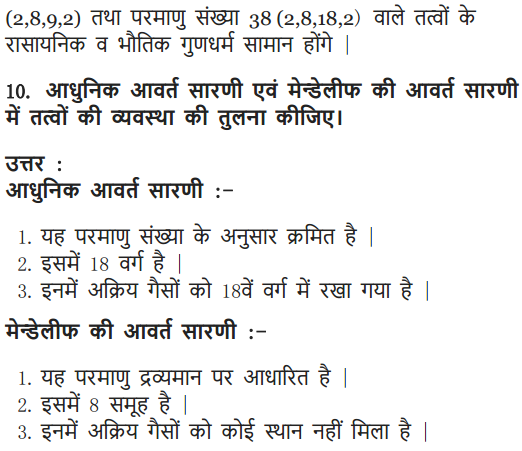 (2,8,9,2) तथा परमाणु संख्या 38 (2,8,18,2) वाले तत्वों के
रासायनिक व भौतिक गुणधर्म सामान होंगे |
10. आधुनिक आवर्त सारणी एवं मेन्डेलीफ की आवर्त सारणी
में तत्वों की व्यवस्था की तुलना कीजिए।
उत्तर :
आधुनिक आवर्त सारणी :-
1. यह परमाणु संख्या के अनुसार क्रमित है |
2. इसमें 18 वर्ग है |
3. इनमें अक्रिय गैसों को 18वें वर्ग में रखा गया है |
मेन्डेलीफ की आवर्त सारणी :-
1. यह परमाणु द्रव्यमान पर आधारित है |
2. इसमें 8 समूह है |
3. इनमें अक्रिय गैसों को कोई स्थान नहीं मिला है |